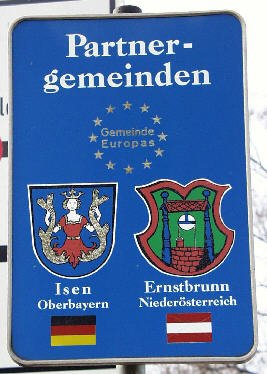 Partner-
gemeinden
Gemeinde
Europas
Isen
Oberbayern
Ernstbrunn
Niederösterreich